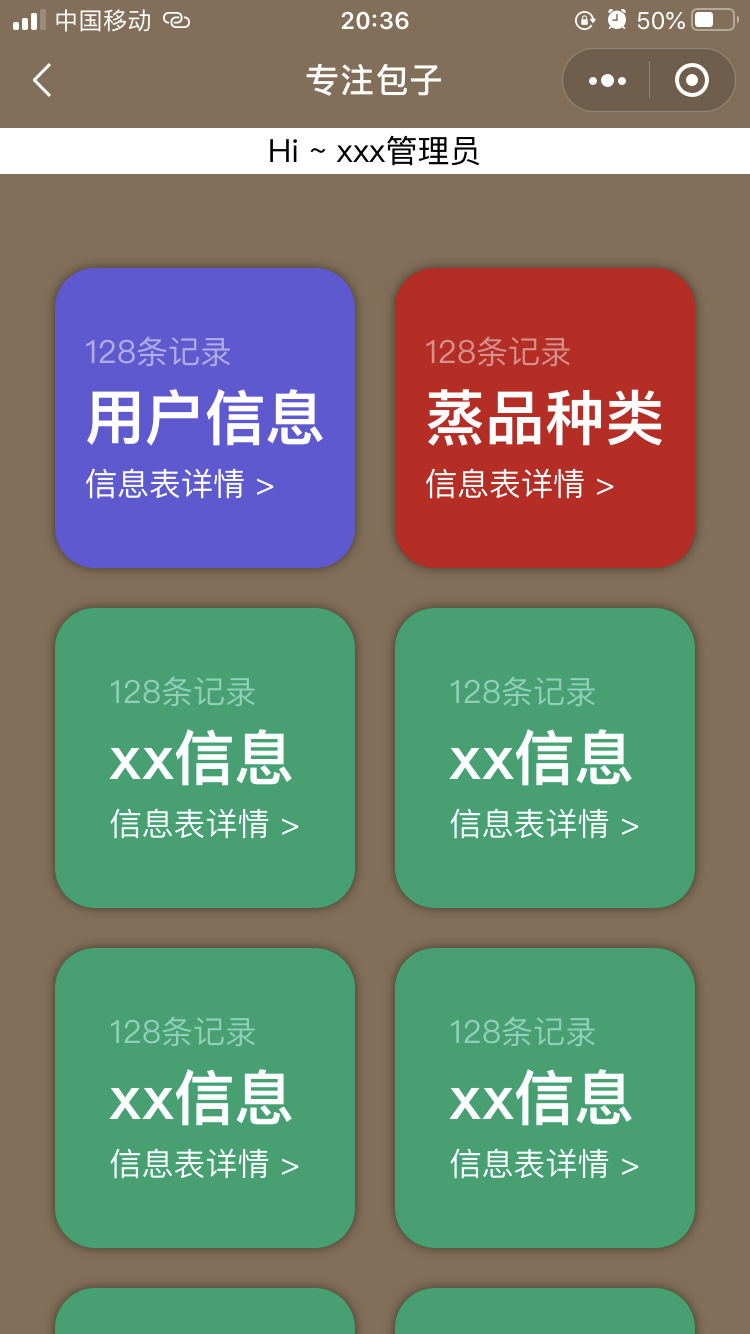 中国移动 20:36 50%
专注包子
Hi ~ xxx管理员
128条记录
用户信息
信息表详情 >
128条记录
蒸品种类
信息表详情 >
128条记录
xx信息
信息表详情 >
128条记录
xx信息
信息表详情 >
128条记录
xx信息
信息表详情 >
128条记录
xx信息
信息表详情 >